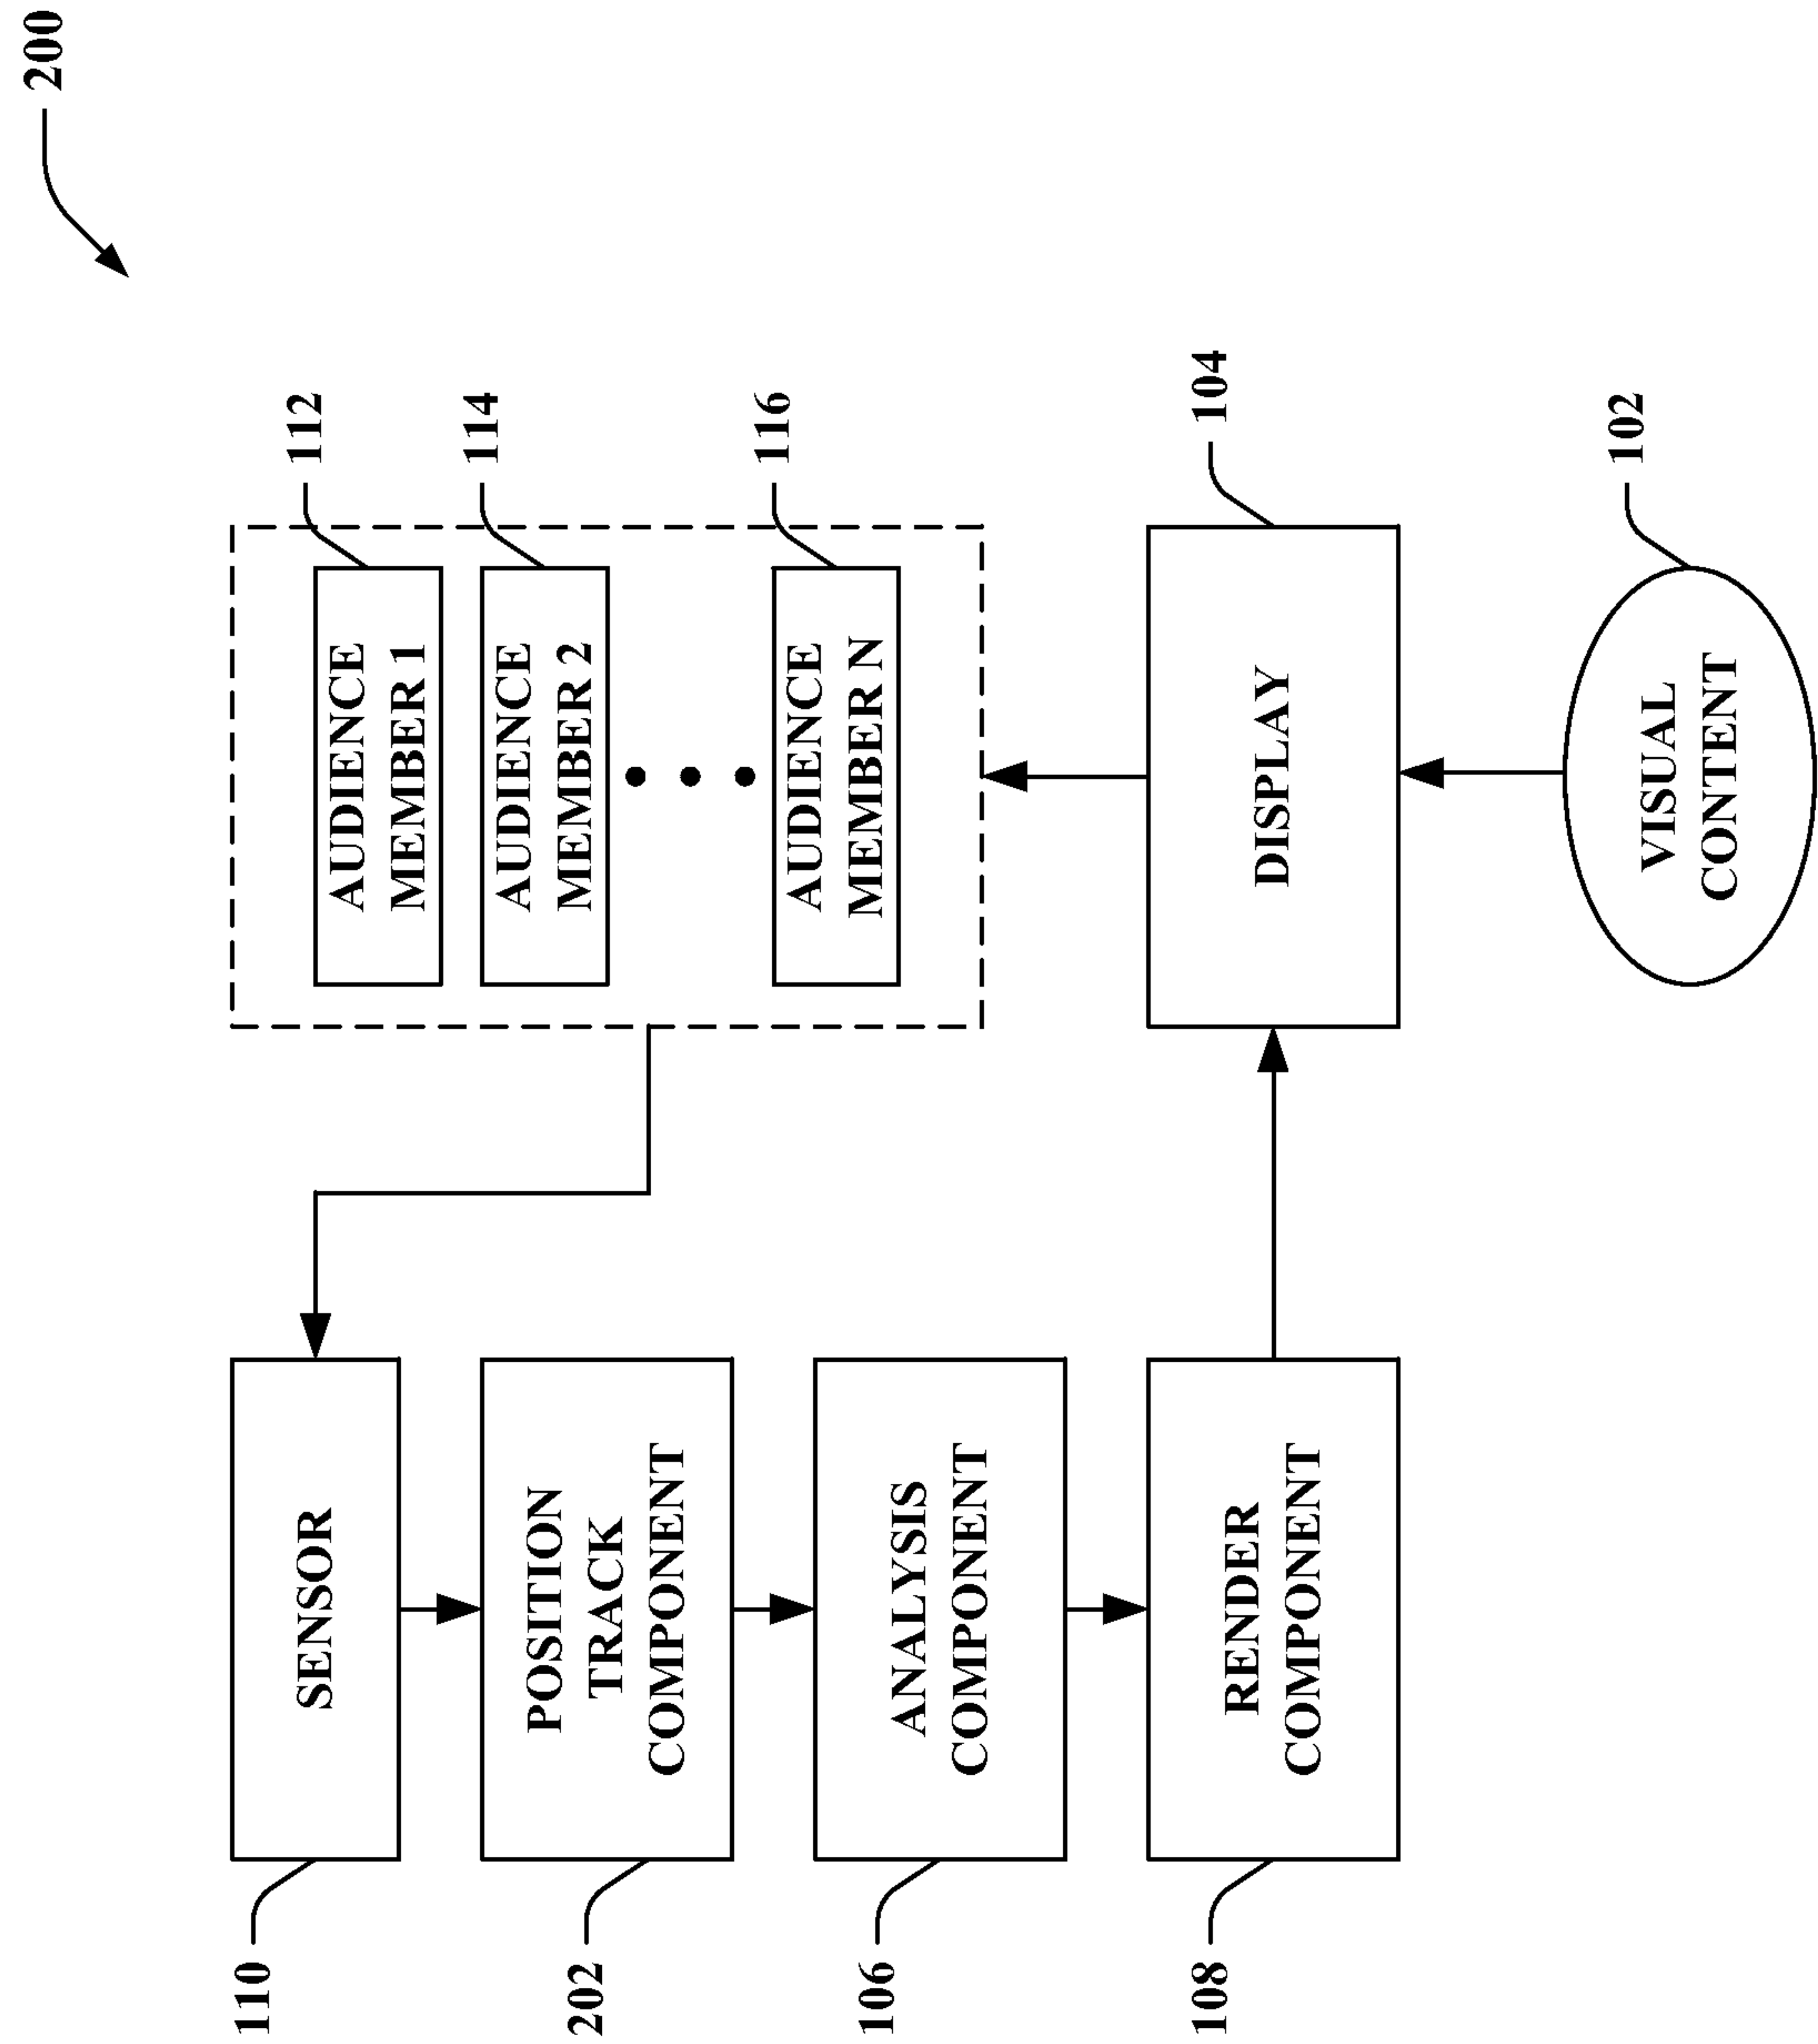 200
110
SENSOR
112
AUDIENCE
MEMBER 1
114
AUDIENCE
MEMBER 2
202
POSITION
TRACK
COMPONENT
116
AUDIENCE
MEMBER N
106
ANALYSIS
COMPONENT
108
RENDER
COMPONENT
104
DISPLAY
102
VISUAL
CONTENT